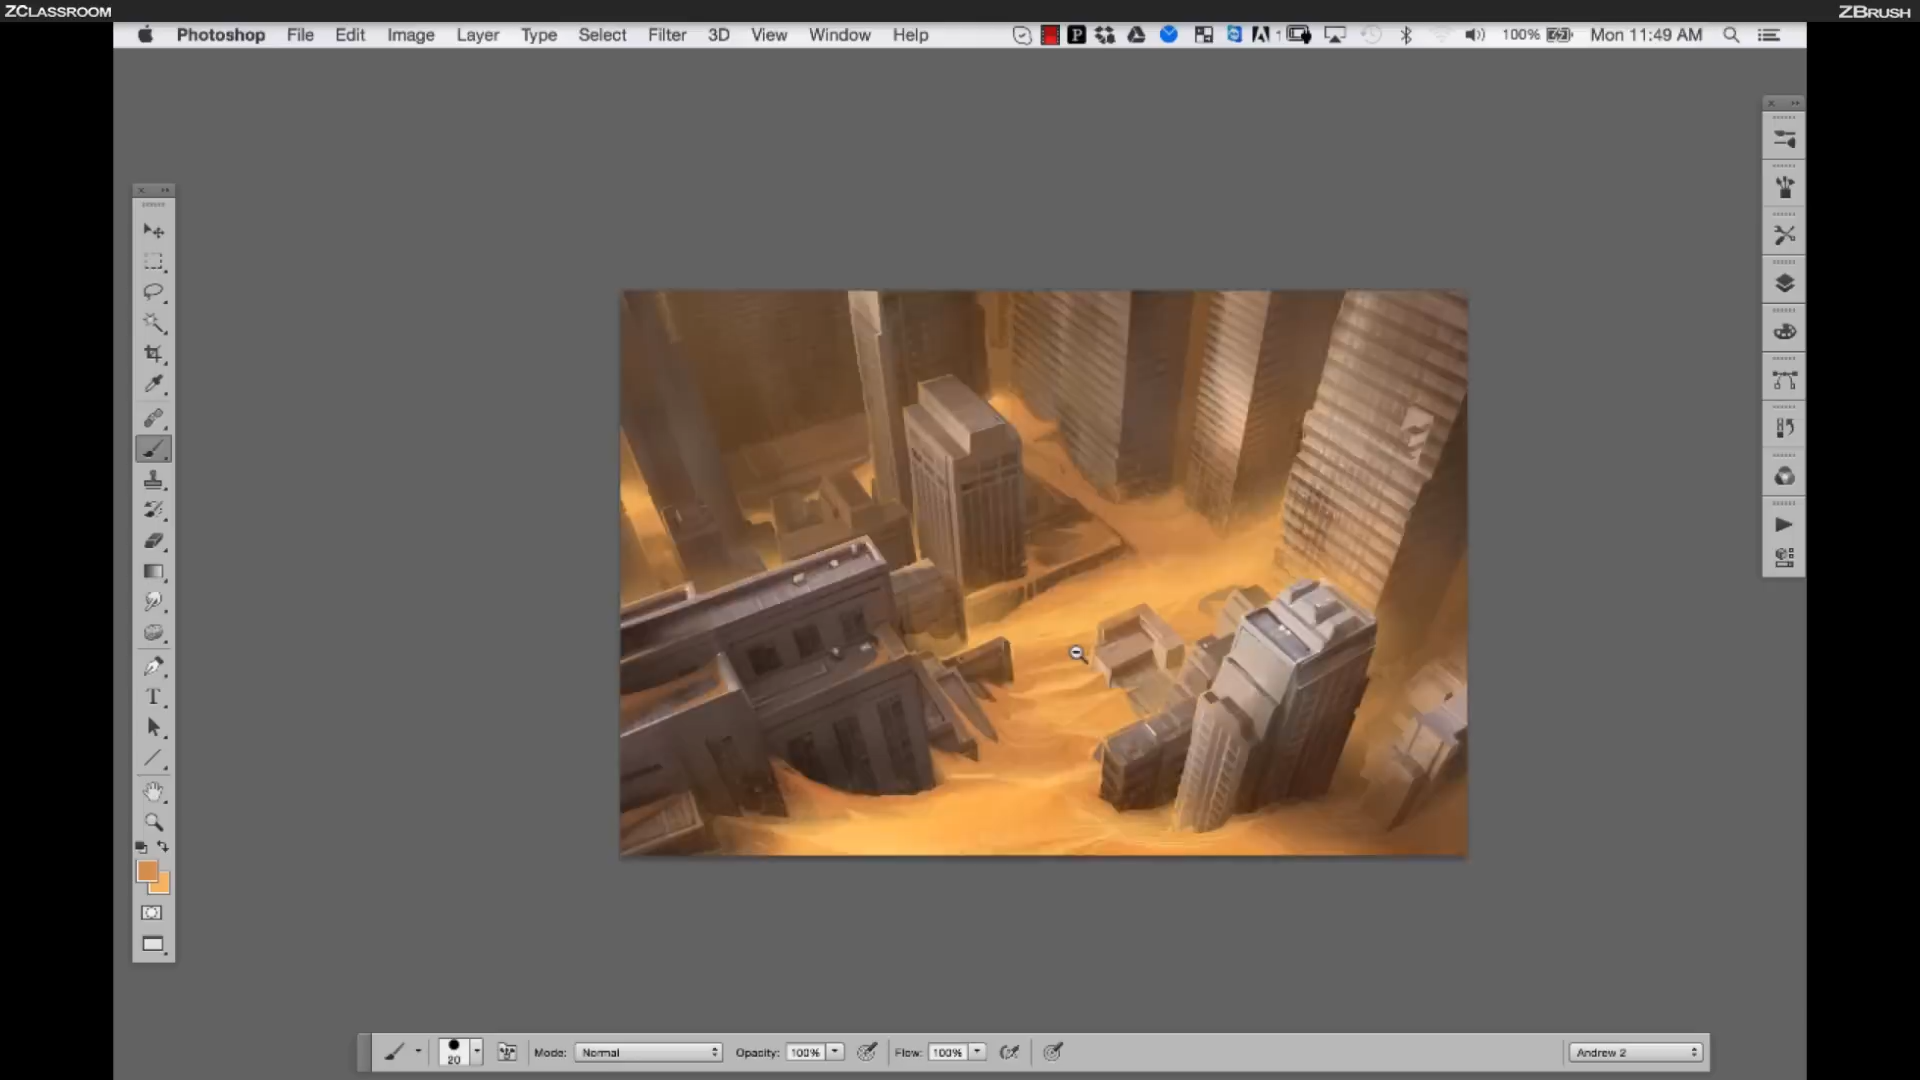 ZCLASSROOM
ZBRUSH
Photoshop File Edit Image Layer Type Select Filter 3D View Window Help 100% Mon 11:49 AM
20 Mode: Normal Opacity: 100% Flow: 100% Andrew 2